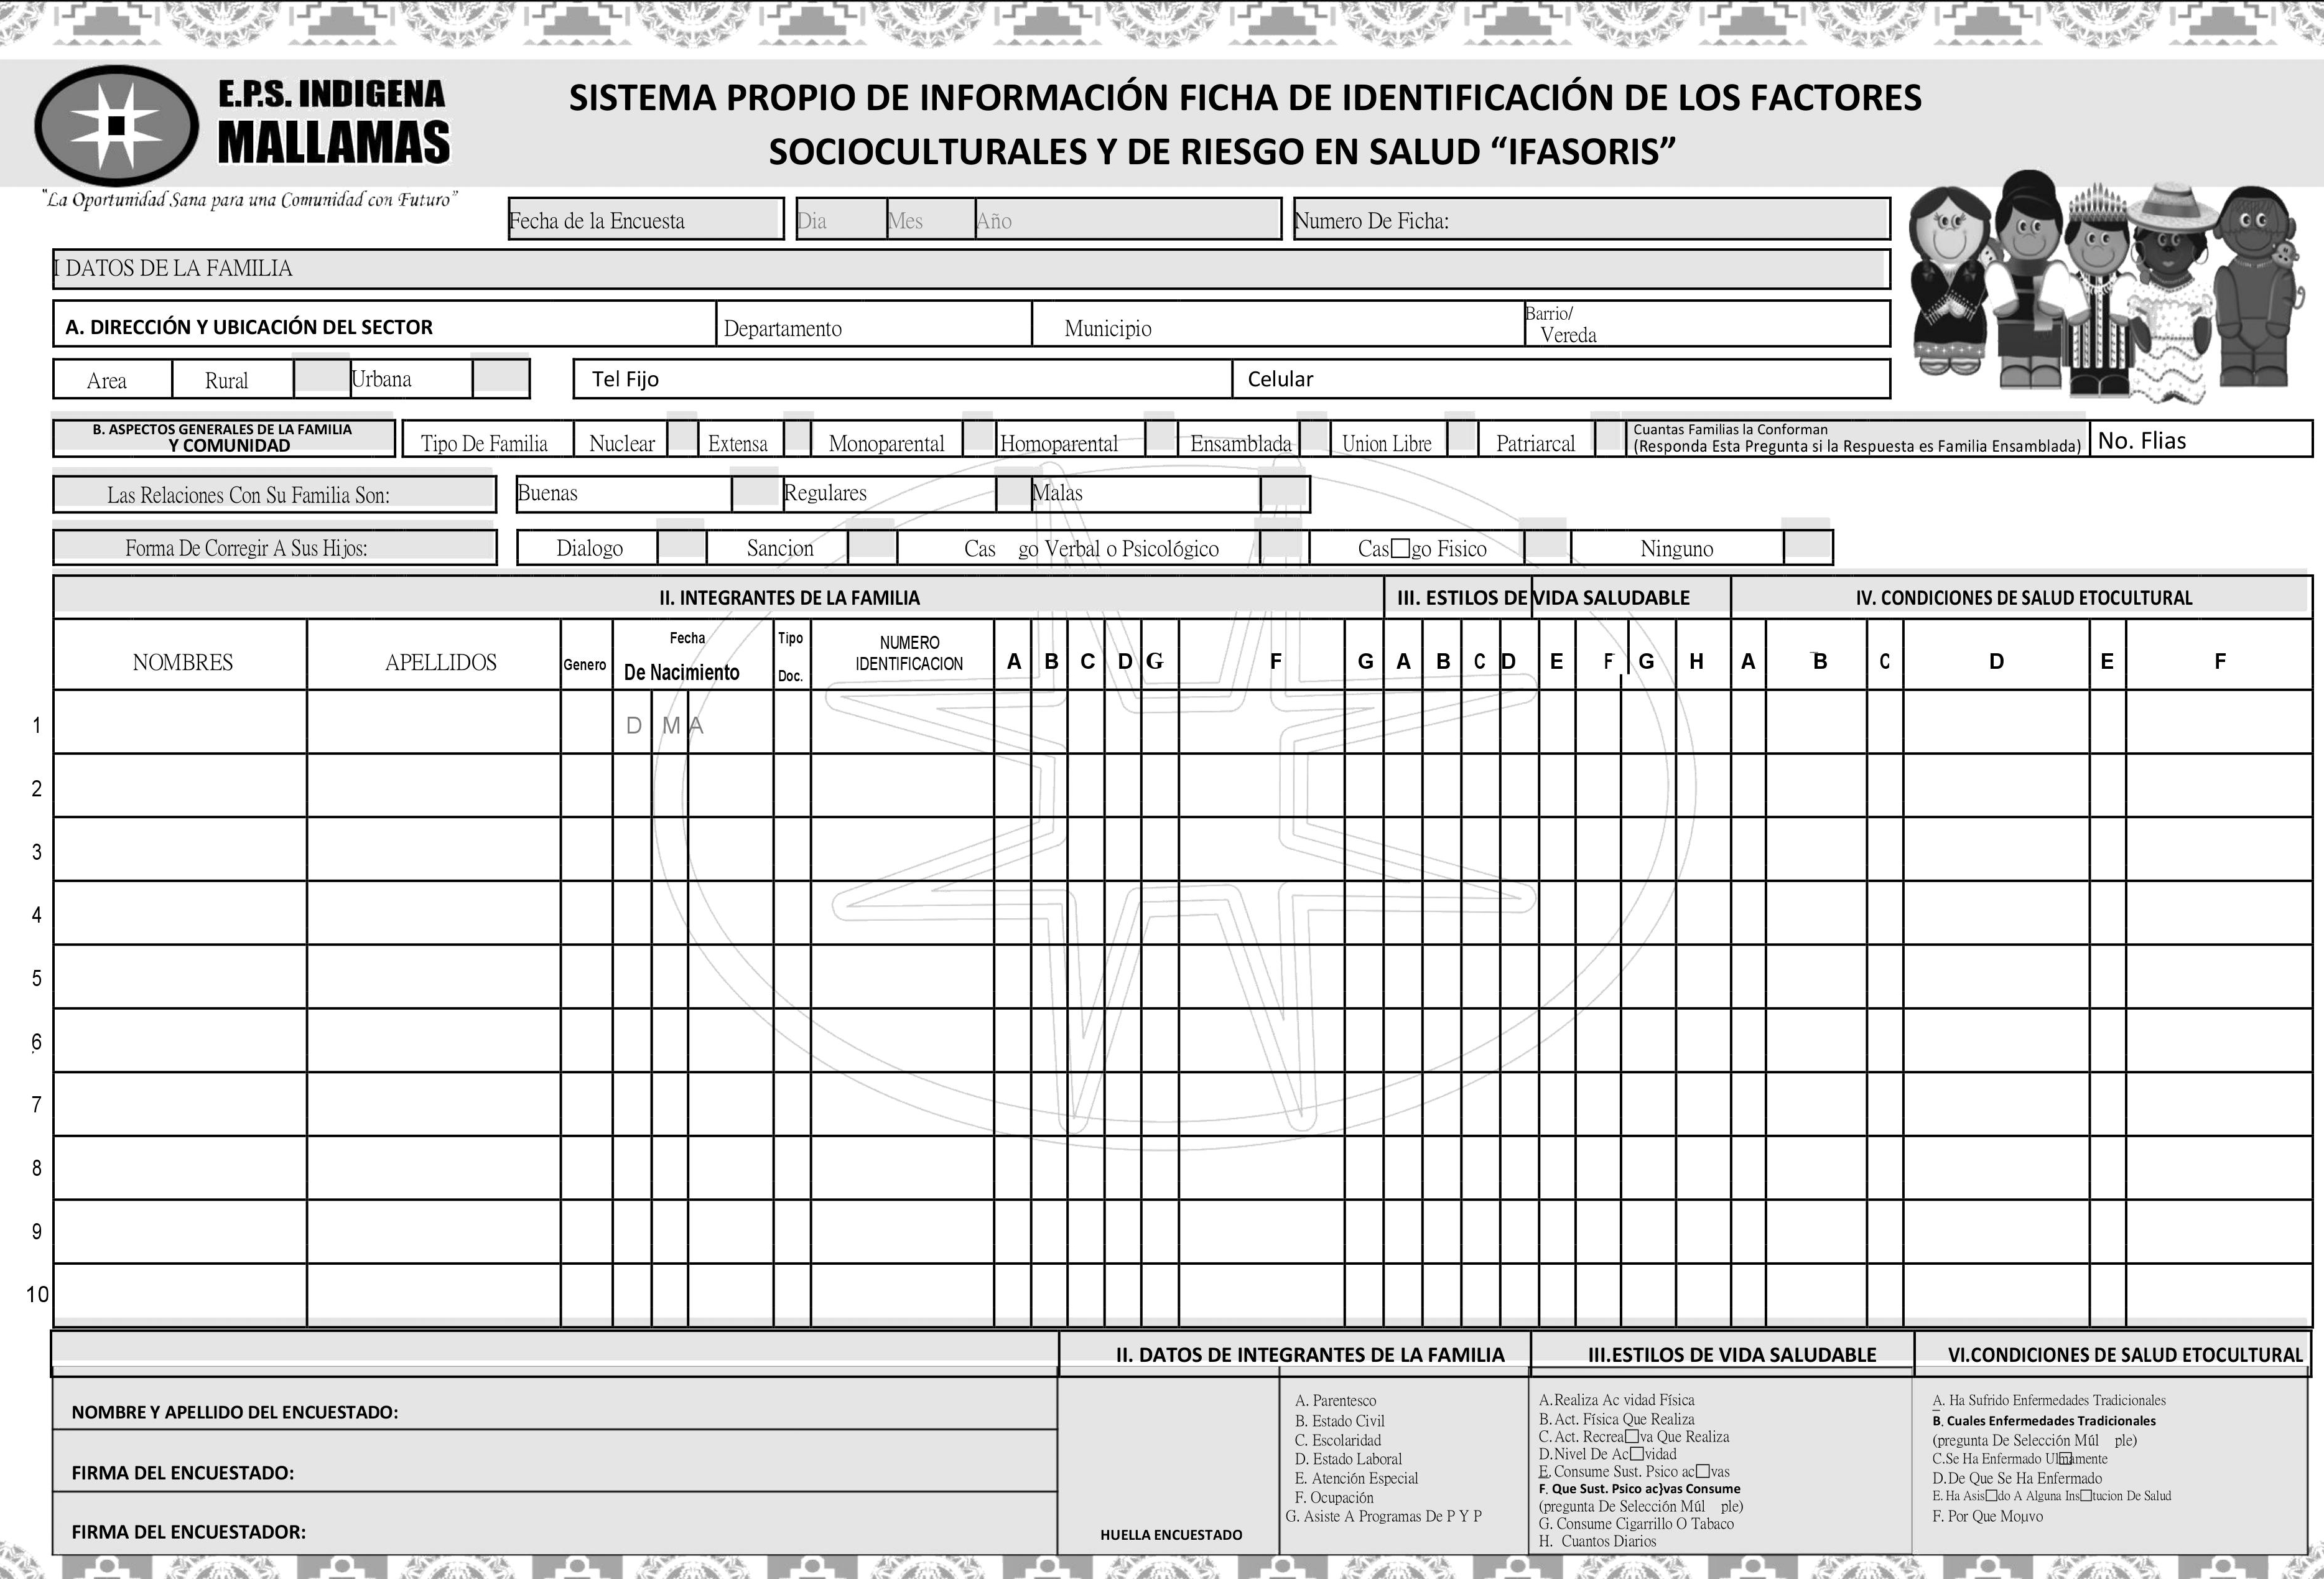 E.P.S. INDIGENA
MALLAMAS
"La Oportunidad Sana para una Comunidad con Futuro"
SISTEMA PROPIO DE INFORMACIÓN FICHA DE IDENTIFICACIÓN DE LOS FACTORES
SOCIOCULTURALES Y DE RIESGO EN SALUD “IFASORIS”
Fecha de la Encuesta Dia Mes Año Numero De Ficha:
I DATOS DE LA FAMILIA
A. DIRECCIÓN Y UBICACIÓN DEL SECTOR Departamento Municipio Barrio/
Vereda
Area Rural Urbana Tel Fijo Celular
B. ASPECTOS GENERALES DE LA FAMILIA
Y COMUNIDAD
Tipo De Familia Nuclear Extensa Monoparental Homoparental Ensamblada Union Libre Patriarcal
Cuantas Familias la Conforman
(Responda Esta Pregunta si la Respuesta es Familia Ensamblada) No. Flias
Las Relaciones Con Su Familia Son: Buenas Regulares Malas
Forma De Corregir A Sus Hijos: Dialogo Sancion Cas go Verbal o Psicológico Cas□go Fisico Ninguno
II. INTEGRANTES DE LA FAMILIA III. ESTILOS DE VIDA SALUDABLE IV. CONDICIONES DE SALUD ETOCULTURAL
NOMBRES APELLIDOS Genero Fecha
De Nacimiento
Tipo
Doc.
NUMERO
IDENTIFICACION
A B C D G F G A B C D E F G H A B C D E F
1 D M A
2
3
4
5
6
7
8
9
10
II. DATOS DE INTEGRANTES DE LA FAMILIA III.ESTILOS DE VIDA SALUDABLE VI.CONDICIONES DE SALUD ETOCULTURAL
NOMBRE Y APELLIDO DEL ENCUESTADO:
FIRMA DEL ENCUESTADO:
FIRMA DEL ENCUESTADOR:
HUELLA ENCUESTADO
A. Parentesco
B. Estado Civil
C. Escolaridad
D. Estado Laboral
E. Atención Especial
F. Ocupación
G. Asiste A Programas De P Y P
A.Realiza Ac vidad Física
B. Act. Física Que Realiza
C. Act. Recrea□va Que Realiza
D.Nivel De Ac□vidad
E. Consume Sust. Psico ac□vas
F. Que Sust. Psico ac}vas Consume
(pregunta De Selección Múl ple)
G. Consume Cigarrillo O Tabaco
H. Cuantos Diarios
A. Ha Sufrido Enfermedades Tradicionales
B. Cuales Enfermedades Tradicionales
(pregunta De Selección Múl ple)
C.Se Ha Enfermado Ul□mamente
D.De Que Se Ha Enfermado
E. Ha Asis□do A Alguna Ins□tucion De Salud
F. Por Que Moμvo